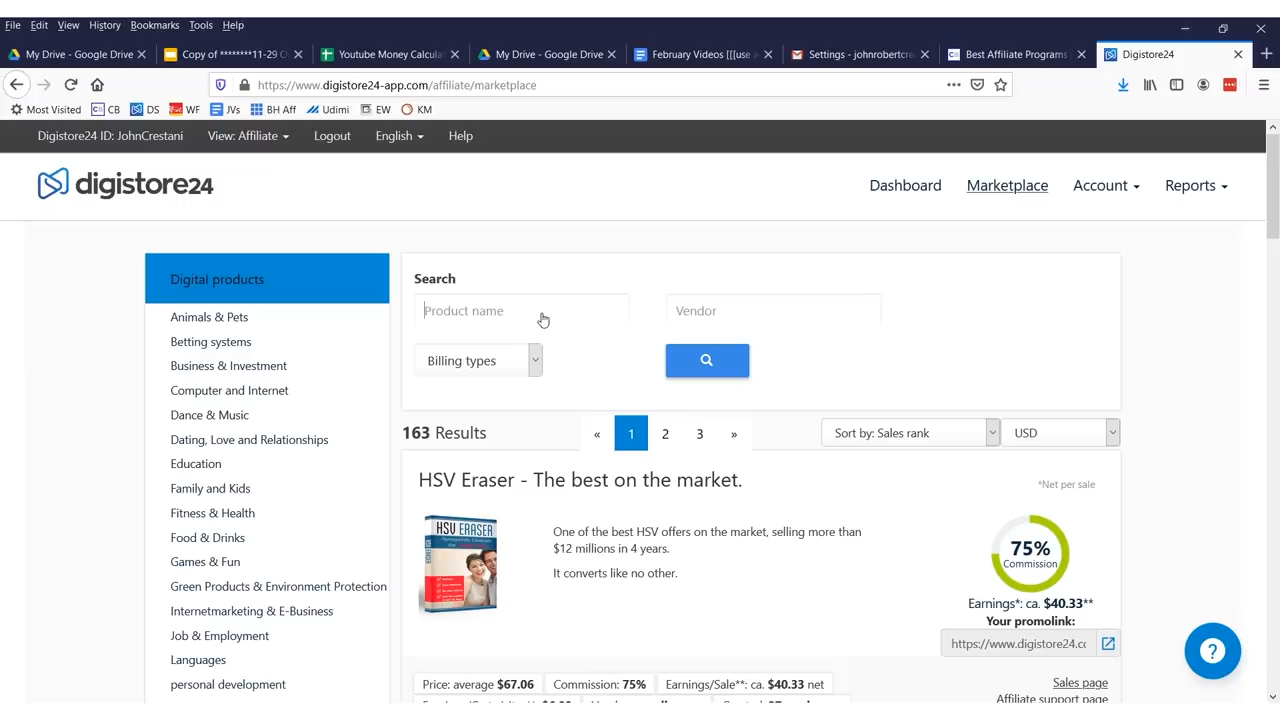 File Edit View History Bookmarks Tools Help
My Drive - Google Drive
Copy of ********11-29 O
Youtube Money Calcula
My Drive - Google Drive
February Videos [[[use a
Settings - johnrobertcre
Best Affiliate Programs
Digistore24
https://www.digistore24-app.com/affiliate/marketplace
Most Visited CB DS WF JVs BH Aff Udimi EW KM
Digistore24 ID: JohnCrestani View: Affiliate Logout English Help
digistore24
Dashboard Marketplace Account Reports
Digital products
Animals & Pets
Betting systems
Business & Investment
Computer and Internet
Dance & Music
Dating, Love and Relationships
Education
Family and Kids
Fitness & Health
Food & Drinks
Games & Fun
Green Products & Environment Protection
Internetmarketing & E-Business
Job & Employment
Languages
personal development
Search
Product name Vendor
Billing types
163 Results « 1 2 3 » Sort by: Sales rank USD
HSV Eraser - The best on the market.
*Net per sale
HSV ERASER
One of the best HSV offers on the market, selling more than
$12 millions in 4 years.
It converts like no other.
75%
Commission
Earnings*: ca. $40.33**
Your promolink:
https://www.digistore24.cc
Price: average $67.06 Commission: 75% Earnings/Sale**: ca. $40.33 net
Sales page
Affiliate support page
?